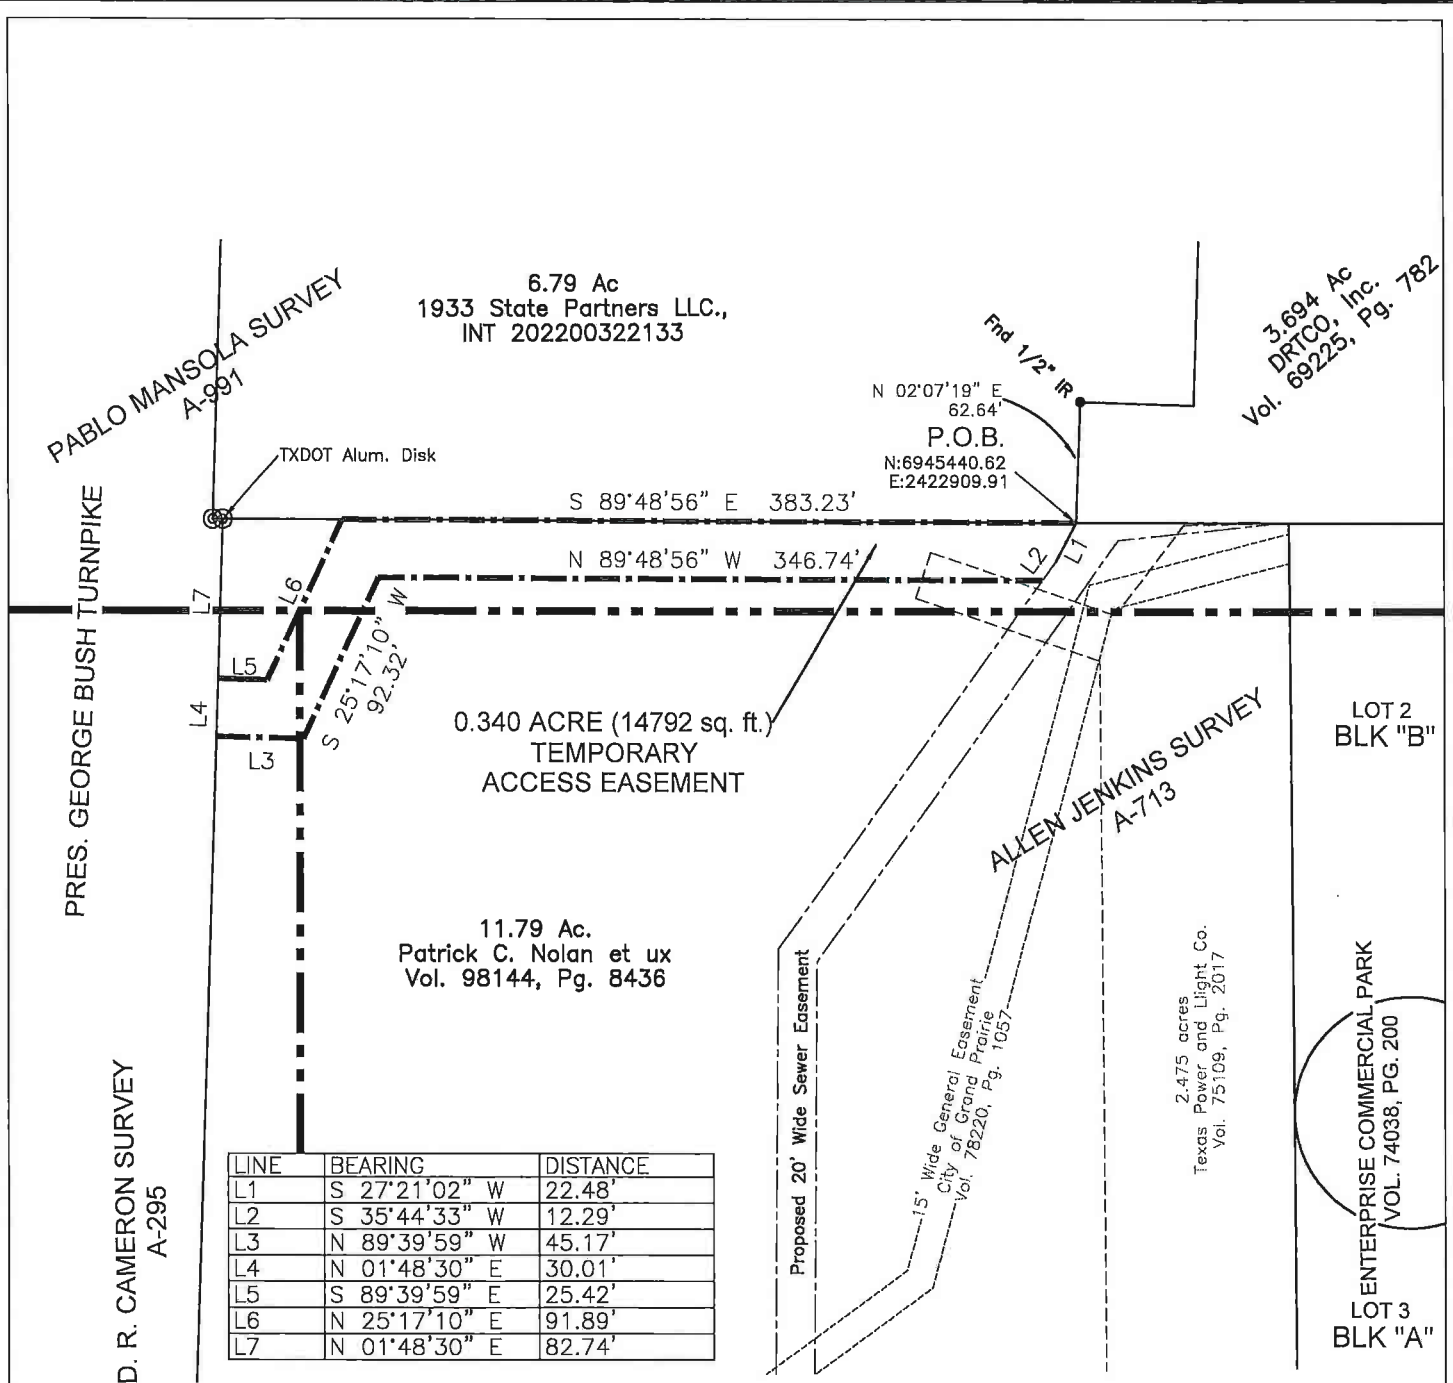 6.79 Ac
1933 State Partners LLC.,
INT 202200322133
3.694 Ac
DRTCO, Inc.
Vol. 69225, Pg. 782
PABLO MANSOLA SURVEY
A-991
Fnd 1/2" IR
N 02°07'19" E
62.64'
P.O.B.
N:6945440.62
E:2422909.91
TXDOT Alum. Disk
S 89°48'56" E 383.23'
N 89°48'56" W 346.74'
L1
L2
L7
L6
L5
L4
L3
S 25°17'10" W
92.32'
PRES. GEORGE BUSH TURNPIKE
0.340 ACRE (14792 sq. ft.)
TEMPORARY
ACCESS EASEMENT
ALLEN JENKINS SURVEY
A-713
LOT 2
BLK "B"
11.79 Ac.
Patrick C. Nolan et ux
Vol. 98144, Pg. 8436
Proposed 20' Wide Sewer Easement
15' Wide General Easement
City of Grand Prairie
Vol. 78220, Pg. 1057
2.475 acres
Texas Power and Llight Co.
Vol. 75109, Pg. 2017
ENTERPRISE COMMERCIAL PARK
VOL. 74038, PG. 200
D. R. CAMERON SURVEY
A-295
LINE BEARING DISTANCE
L1 S 27°21'02" W 22.48'
L2 S 35°44'33" W 12.29'
L3 N 89°39'59" W 45.17'
L4 N 01°48'30" E 30.01'
L5 S 89°39'59" E 25.42'
L6 N 25°17'10" E 91.89'
L7 N 01°48'30" E 82.74'
LOT 3
BLK "A"